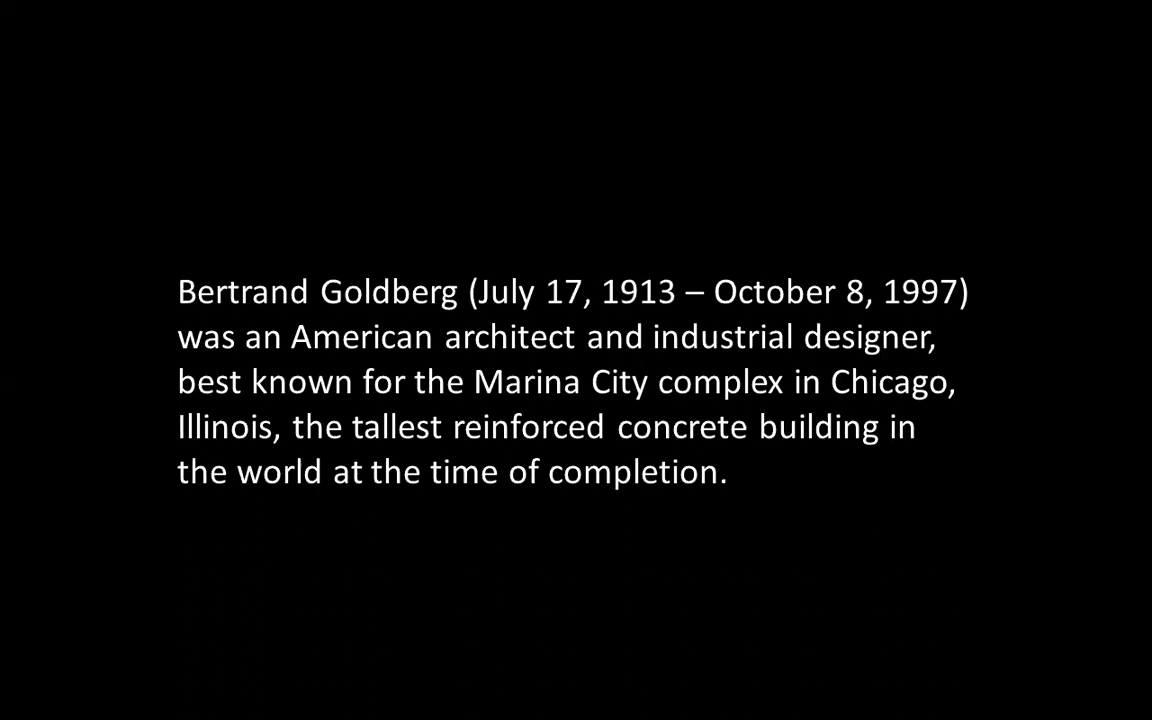 Bertrand Goldberg (July 17, 1913 – October 8, 1997)
was an American architect and industrial designer,
best known for the Marina City complex in Chicago,
Illinois, the tallest reinforced concrete building in
the world at the time of completion.